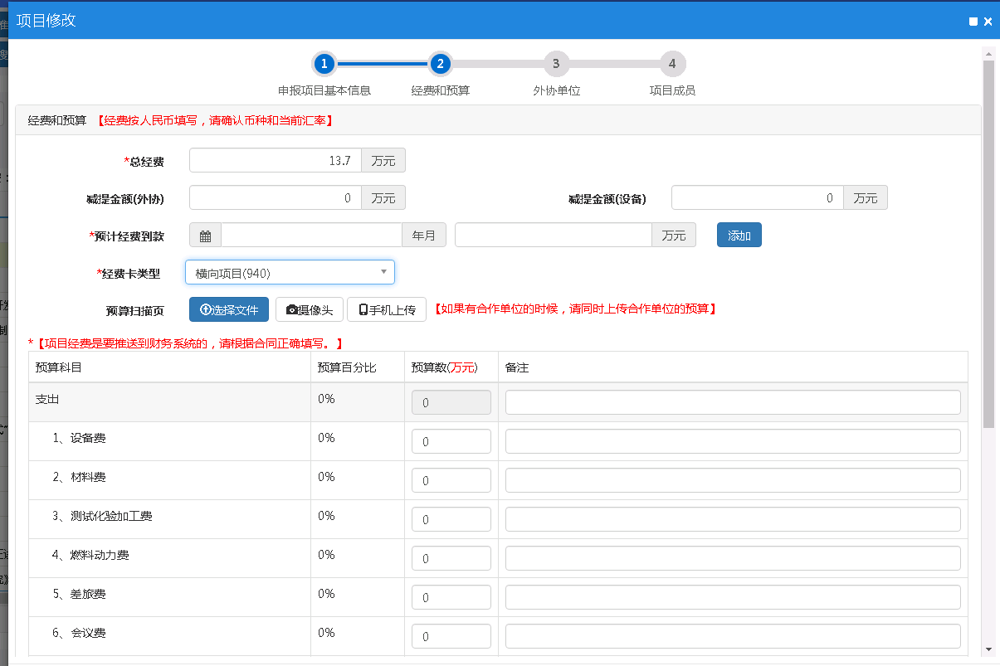 项目修改
1 2 3 4
申报项目基本信息 经费和预算 外协单位 项目成员
经费和预算 【经费按人民币填写，请确认币种和当前汇率】
*总经费 13.7 万元
减提金额(外协) 0 万元 减提金额(设备) 0 万元
*预计经费到款 年月 万元 添加
*经费卡类型 横向项目(940)
预算扫描页 选择文件 摄像头 手机上传 【如果有合作单位的时候，请同时上传合作单位的预算】
*【项目经费是要推送到财务系统的，请根据合同正确填写。】
预算科目 预算百分比 预算数(万元) 备注
支出 0% 0
1、设备费 0% 0
2、材料费 0% 0
3、测试化验加工费 0% 0
4、燃料动力费 0% 0
5、差旅费 0% 0
6、会议费 0% 0